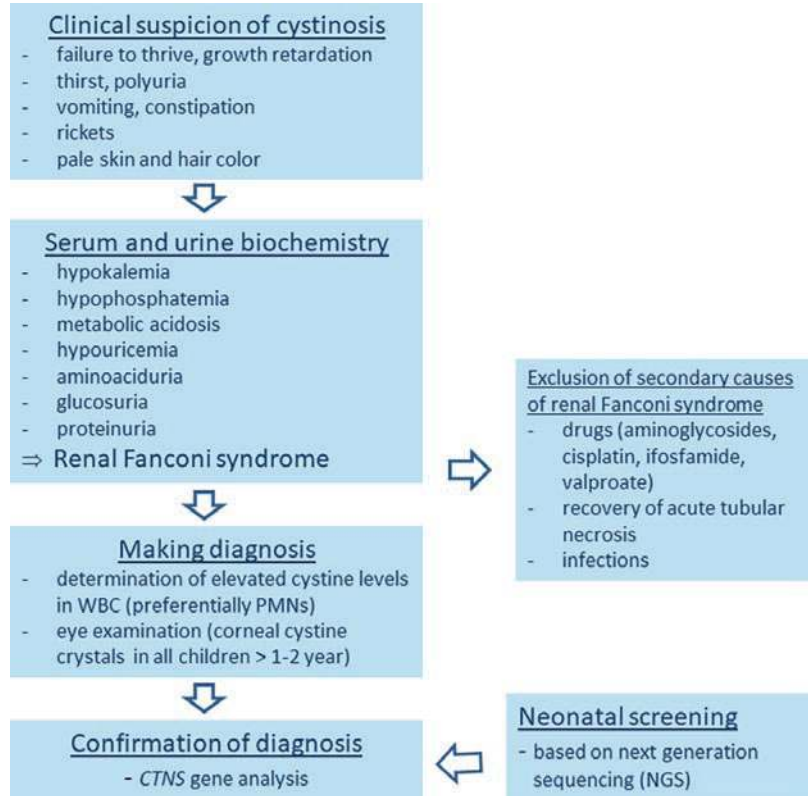 Clinical suspicion of cystinosis
- failure to thrive, growth retardation
- thirst, polyuria
- vomiting, constipation
- rickets
- pale skin and hair color
Serum and urine biochemistry
- hypokalemia
- hypophosphatemia
- metabolic acidosis
- hypouricemia
- aminoaciduria
- glucosuria
- proteinuria
⇒ Renal Fanconi syndrome
Exclusion of secondary causes
of renal Fanconi syndrome
- drugs (aminoglycosides,
cisplatin, ifosfamide,
valproate)
- recovery of acute tubular
necrosis
- infections
Making diagnosis
- determination of elevated cystine levels
in WBC (preferentially PMNs)
- eye examination (corneal cystine
crystals in all children > 1-2 year)
Neonatal screening
- based on next generation
sequencing (NGS)
Confirmation of diagnosis
- CTNS gene analysis